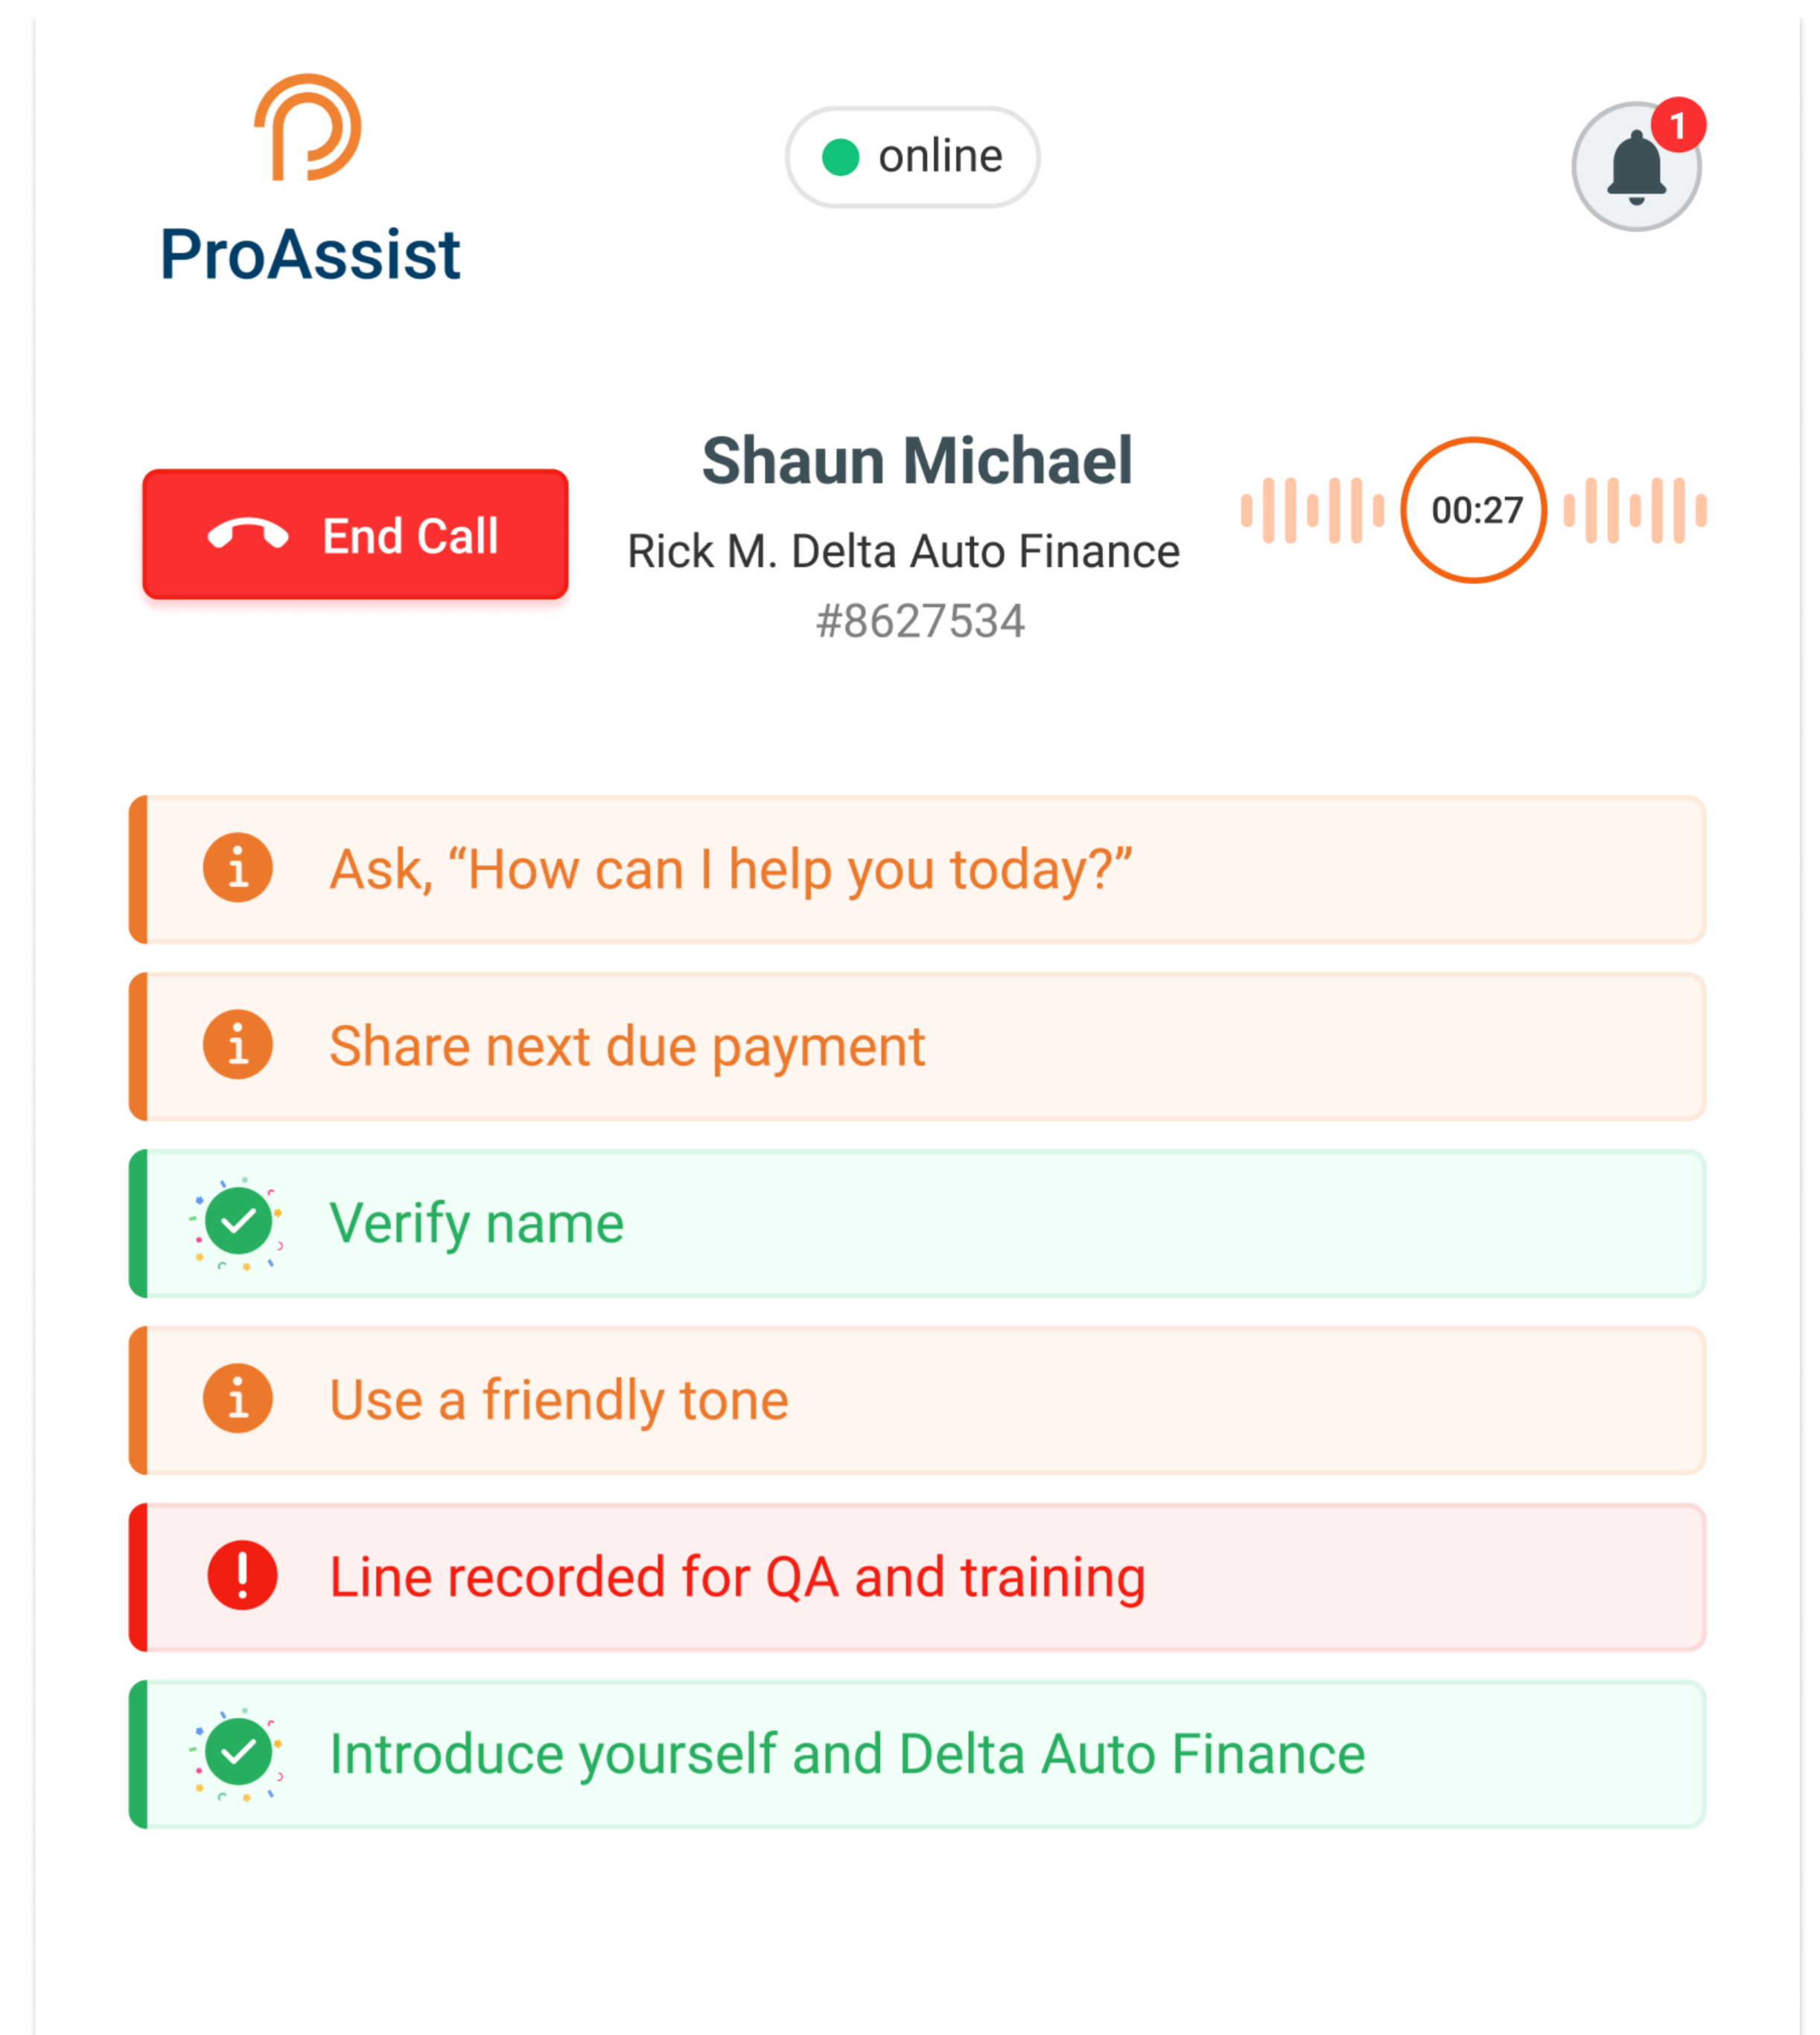 online
1
ProAssist
Shaun Michael
End Call
Rick M. Delta Auto Finance
#8627534
00:27
Ask, “How can I help you today?”
Share next due payment
Verify name
Use a friendly tone
Line recorded for QA and training
Introduce yourself and Delta Auto Finance